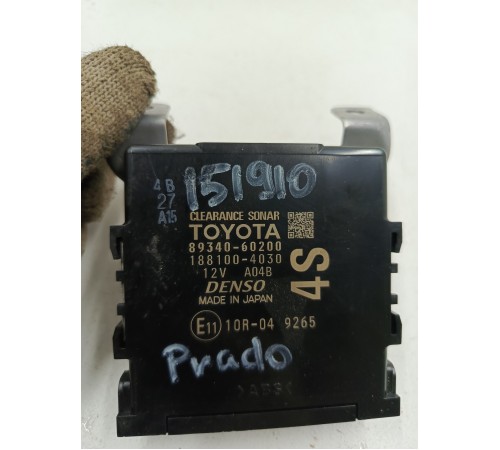 151910
4B
27
A15
CLEARANCE SONAR
TOYOTA
89340-60200
188100-4030
12V A04B
DENSO
MADE IN JAPAN
4S
E11 10R-04 9265
Prado